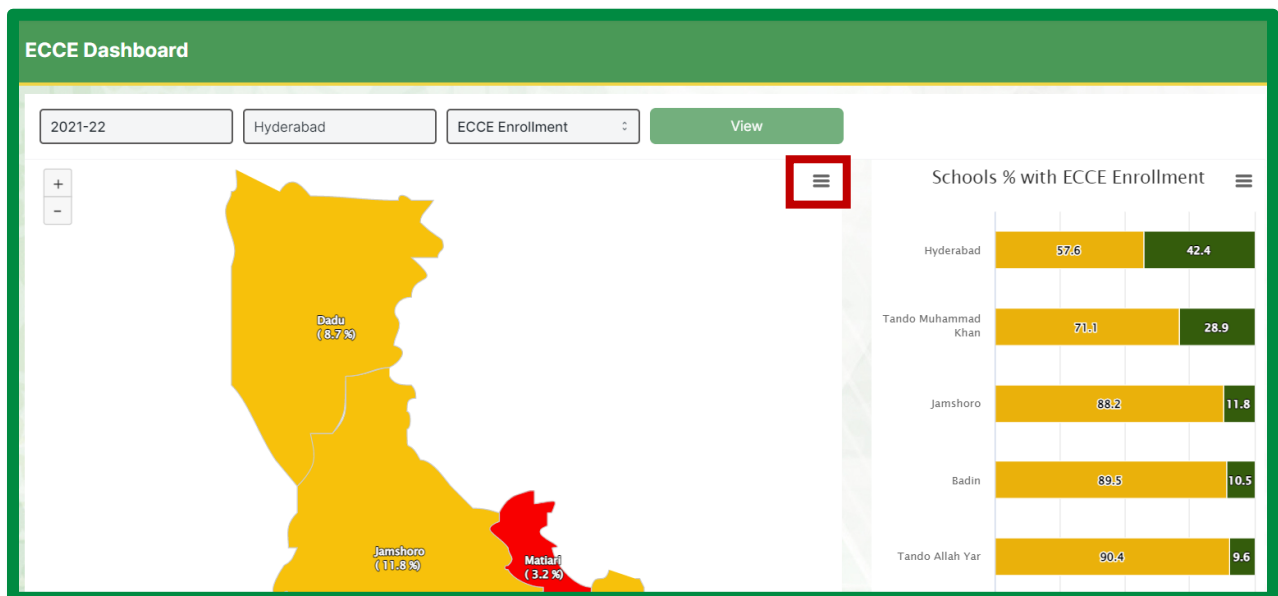 ECCE Dashboard
2021-22
Hyderabad
ECCE Enrollment
View
+
-
Dadu
( 8.7 %)
Jamshoro
( 11.8 %)
Matiari
( 3.2 %)
Schools % with ECCE Enrollment
Hyderabad
57.6
42.4
Tando Muhammad
Khan
71.1
28.9
Jamshoro
88.2
11.8
Badin
89.5
10.5
Tando Allah Yar
90.4
9.6